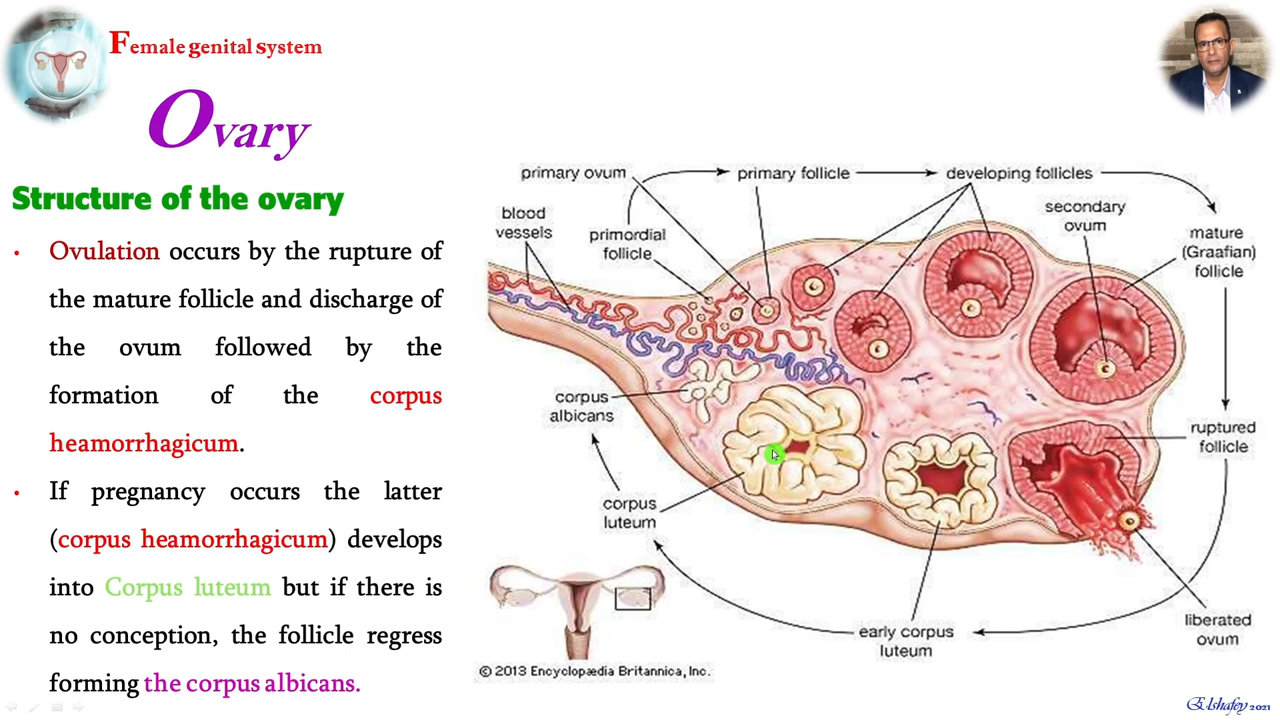 Female genital system
Ovary
Structure of the ovary
• Ovulation occurs by the rupture of
the mature follicle and discharge of
the ovum followed by the
formation of the corpus
heamorrhagicum.
• If pregnancy occurs the latter
(corpus heamorrhagicum) develops
into Corpus luteum but if there is
no conception, the follicle regress
forming the corpus albicans.
primary ovum
primary follicle
developing follicles
blood
vessels
primordial
follicle
secondary
ovum
mature
(Graafian)
follicle
corpus
albicans
ruptured
follicle
corpus
luteum
early corpus
luteum
liberated
ovum
© 2013 Encyclopædia Britannica, Inc.
Elshafey 2021